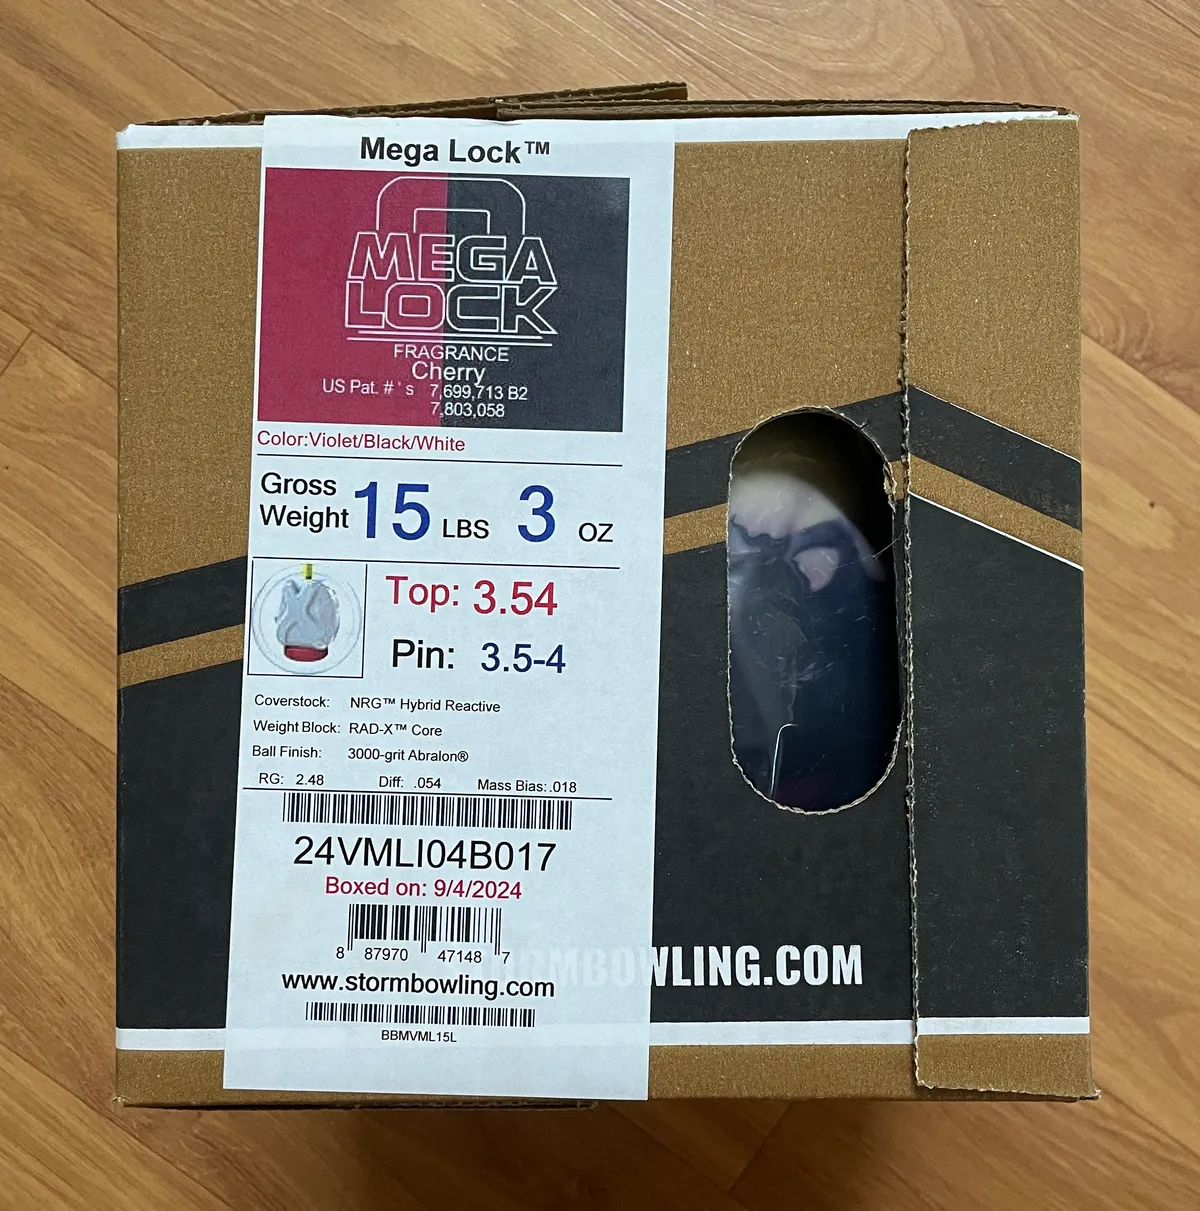 Mega Lock™
MEGA
LOCK
FRAGRANCE
Cherry
US Pat. #'s 7,699,713 B2
7,803,058
Color:Violet/Black/White
Gross
Weight 15 LBS 3 OZ
Top: 3.54
Pin: 3.5-4
Coverstock: NRG™ Hybrid Reactive
Weight Block: RAD-X™ Core
Ball Finish: 3000-grit Abralon®
RG: 2.48 Diff: .054 Mass Bias: .018
24VMLI04B017
Boxed on: 9/4/2024
8 87970 47148 7
www.stormbowling.com
BBMVML15L
STORMBOWLING.COM